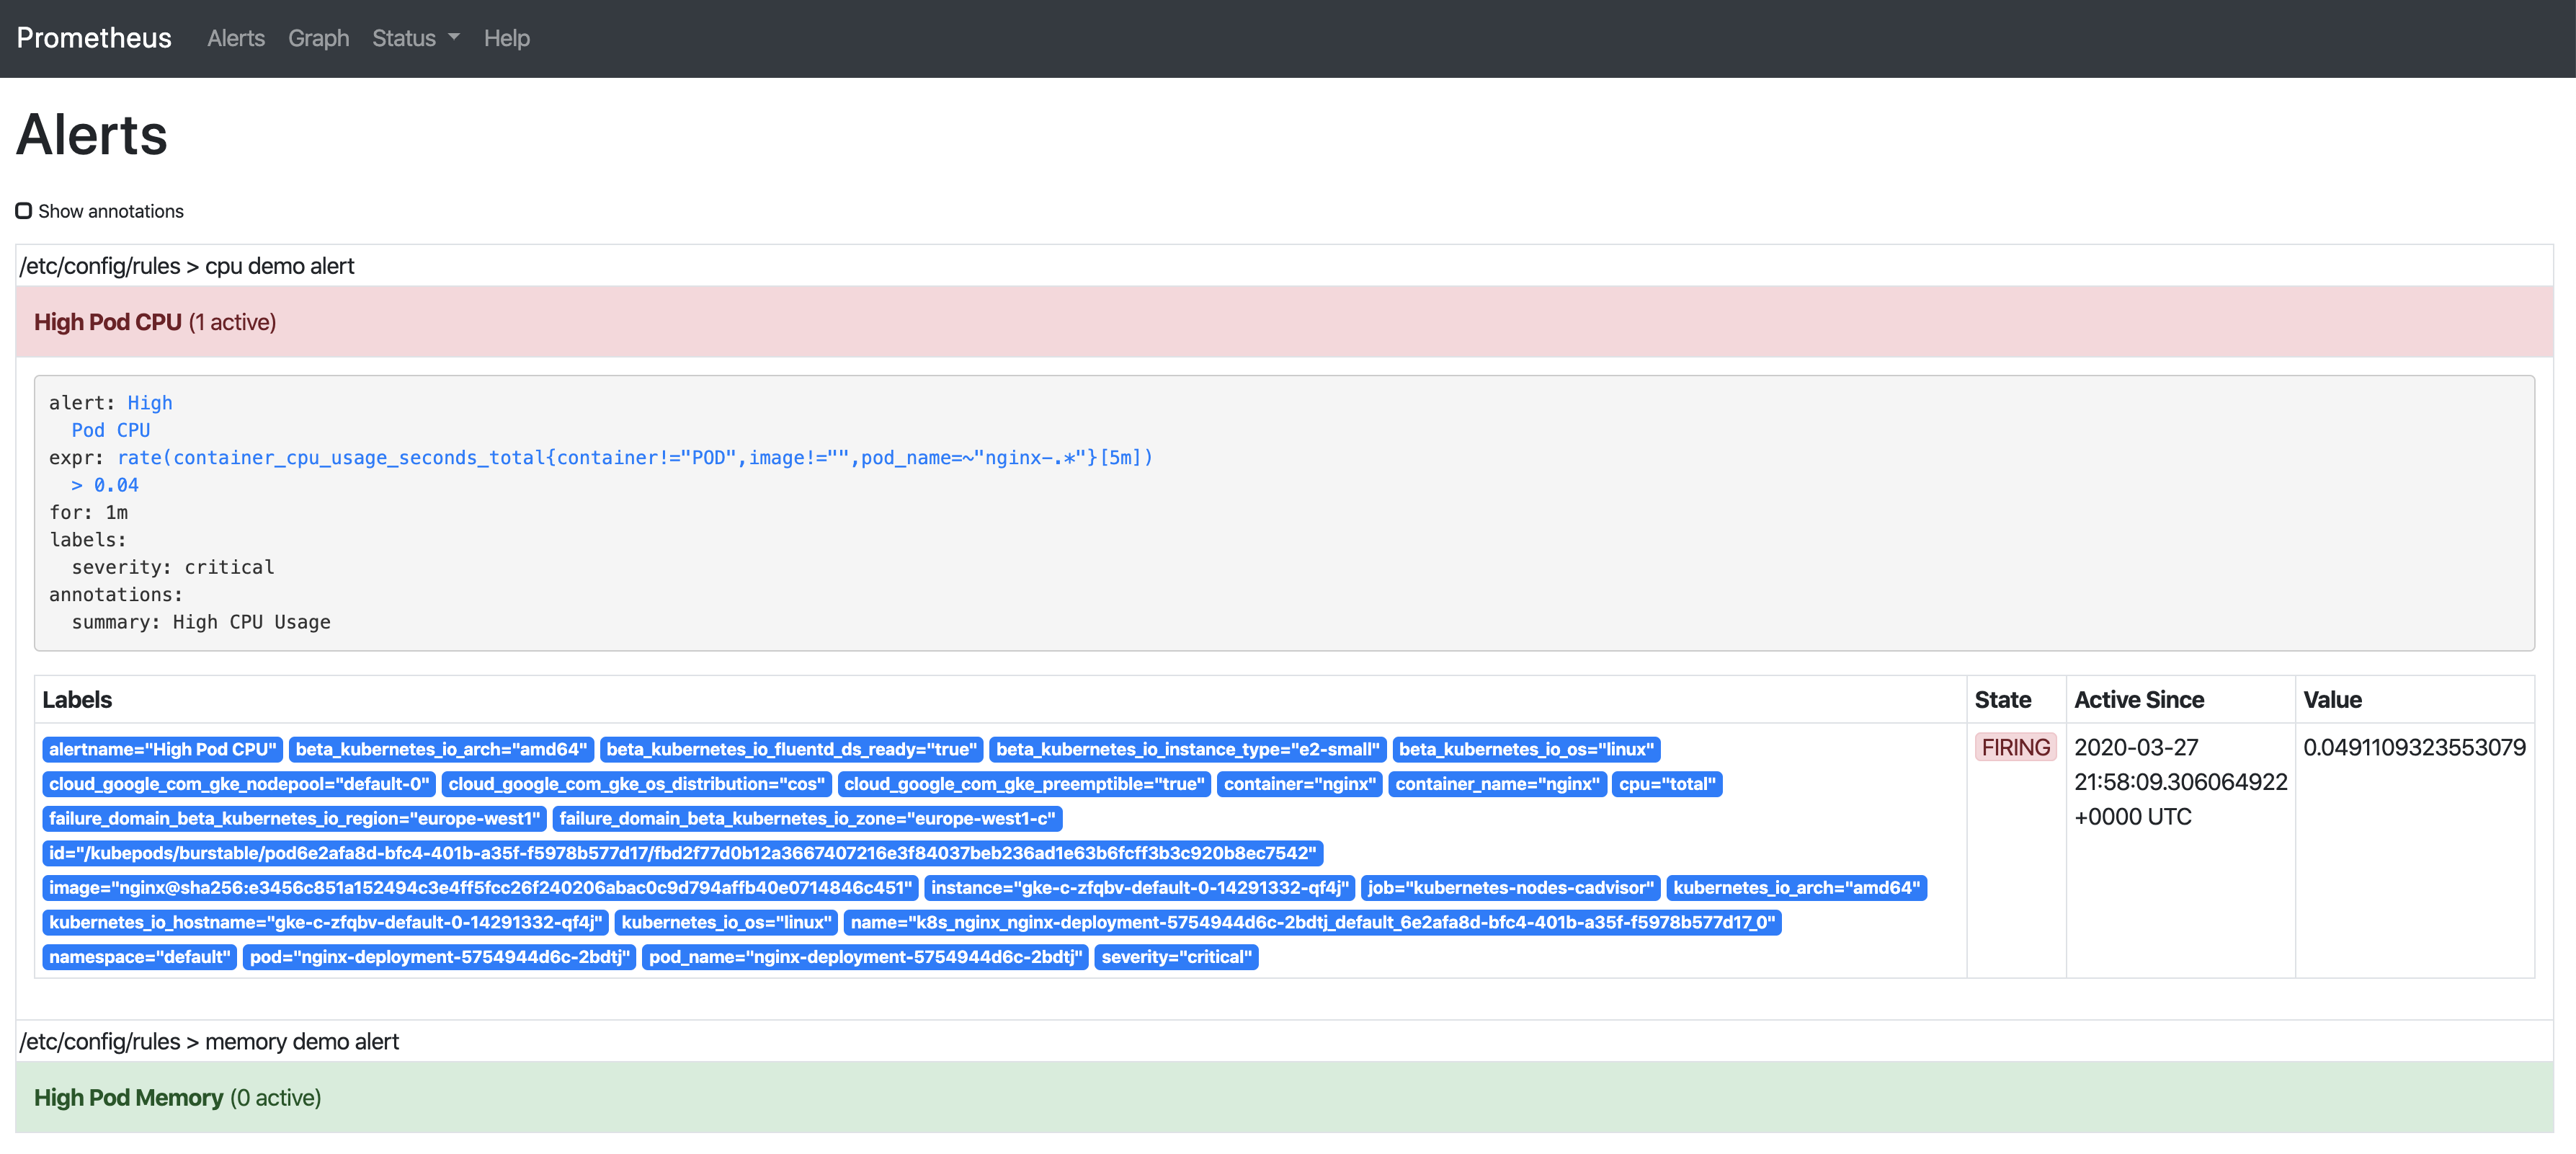 Prometheus Alerts Graph Status Help
Alerts
Show annotations
/etc/config/rules > cpu demo alert
High Pod CPU (1 active)
alert: High
  Pod CPU
expr: rate(container_cpu_usage_seconds_total{container!="POD",image!="",pod_name=~"nginx-.*"}[5m])
  > 0.04
for: 1m
labels:
  severity: critical
annotations:
  summary: High CPU Usage
Labels State Active Since Value
alertname="High Pod CPU" beta_kubernetes_io_arch="amd64" beta_kubernetes_io_fluentd_ds_ready="true" beta_kubernetes_io_instance_type="e2-small" beta_kubernetes_io_os="linux"
cloud_google_com_gke_nodepool="default-0" cloud_google_com_gke_os_distribution="cos" cloud_google_com_gke_preemptible="true" container="nginx" container_name="nginx" cpu="total"
failure_domain_beta_kubernetes_io_region="europe-west1" failure_domain_beta_kubernetes_io_zone="europe-west1-c"
id="/kubepods/burstable/pod6e2afa8d-bfc4-401b-a35f-f5978b577d17/fbd2f77d0b12a3667407216e3f84037beb236ad1e63b6fcff3b3c920b8ec7542"
image="nginx@sha256:e3456c851a152494c3e4ff5fcc26f240206abac0c9d794affb40e0714846c451" instance="gke-c-zfqbv-default-0-14291332-qf4j" job="kubernetes-nodes-cadvisor" kubernetes_io_arch="amd64"
kubernetes_io_hostname="gke-c-zfqbv-default-0-14291332-qf4j" kubernetes_io_os="linux" name="k8s_nginx_nginx-deployment-5754944d6c-2bdtj_default_6e2afa8d-bfc4-401b-a35f-f5978b577d17_0"
namespace="default" pod="nginx-deployment-5754944d6c-2bdtj" pod_name="nginx-deployment-5754944d6c-2bdtj" severity="critical"
FIRING
2020-03-27
21:58:09.306064922
+0000 UTC
0.0491109323553079
/etc/config/rules > memory demo alert
High Pod Memory (0 active)